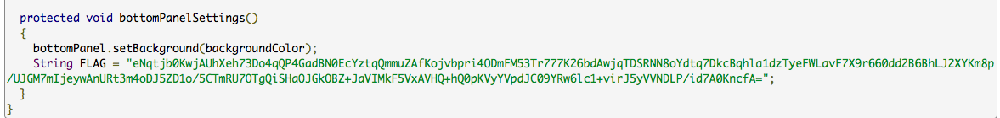 protected void bottomPanelSettings()
{
bottomPanel.setBackground(backgroundColor);
String FLAG = "eNqtjb0KwjAUhXeh73Do4qQP4GadBN0EcYztqQmmuZAfKojvbpri4ODmFM53Tr777K26bdAwjqTDSRNN8oYdtq7DkcBqhla1dzTyeFWLavF7X9r660dd2B6BhLJ2XYKm8p
/UJGM7mIjeywAnURt3m4oDJ5ZD1o/5CTmRU7OTgQiSHaOJGkOBZ+JaVIMkF5VxAVHQ+hQ0pKVyYVpdJC09YRw6lc1+virJ5yVVNDLP/id7A0KncfA=";
}
}